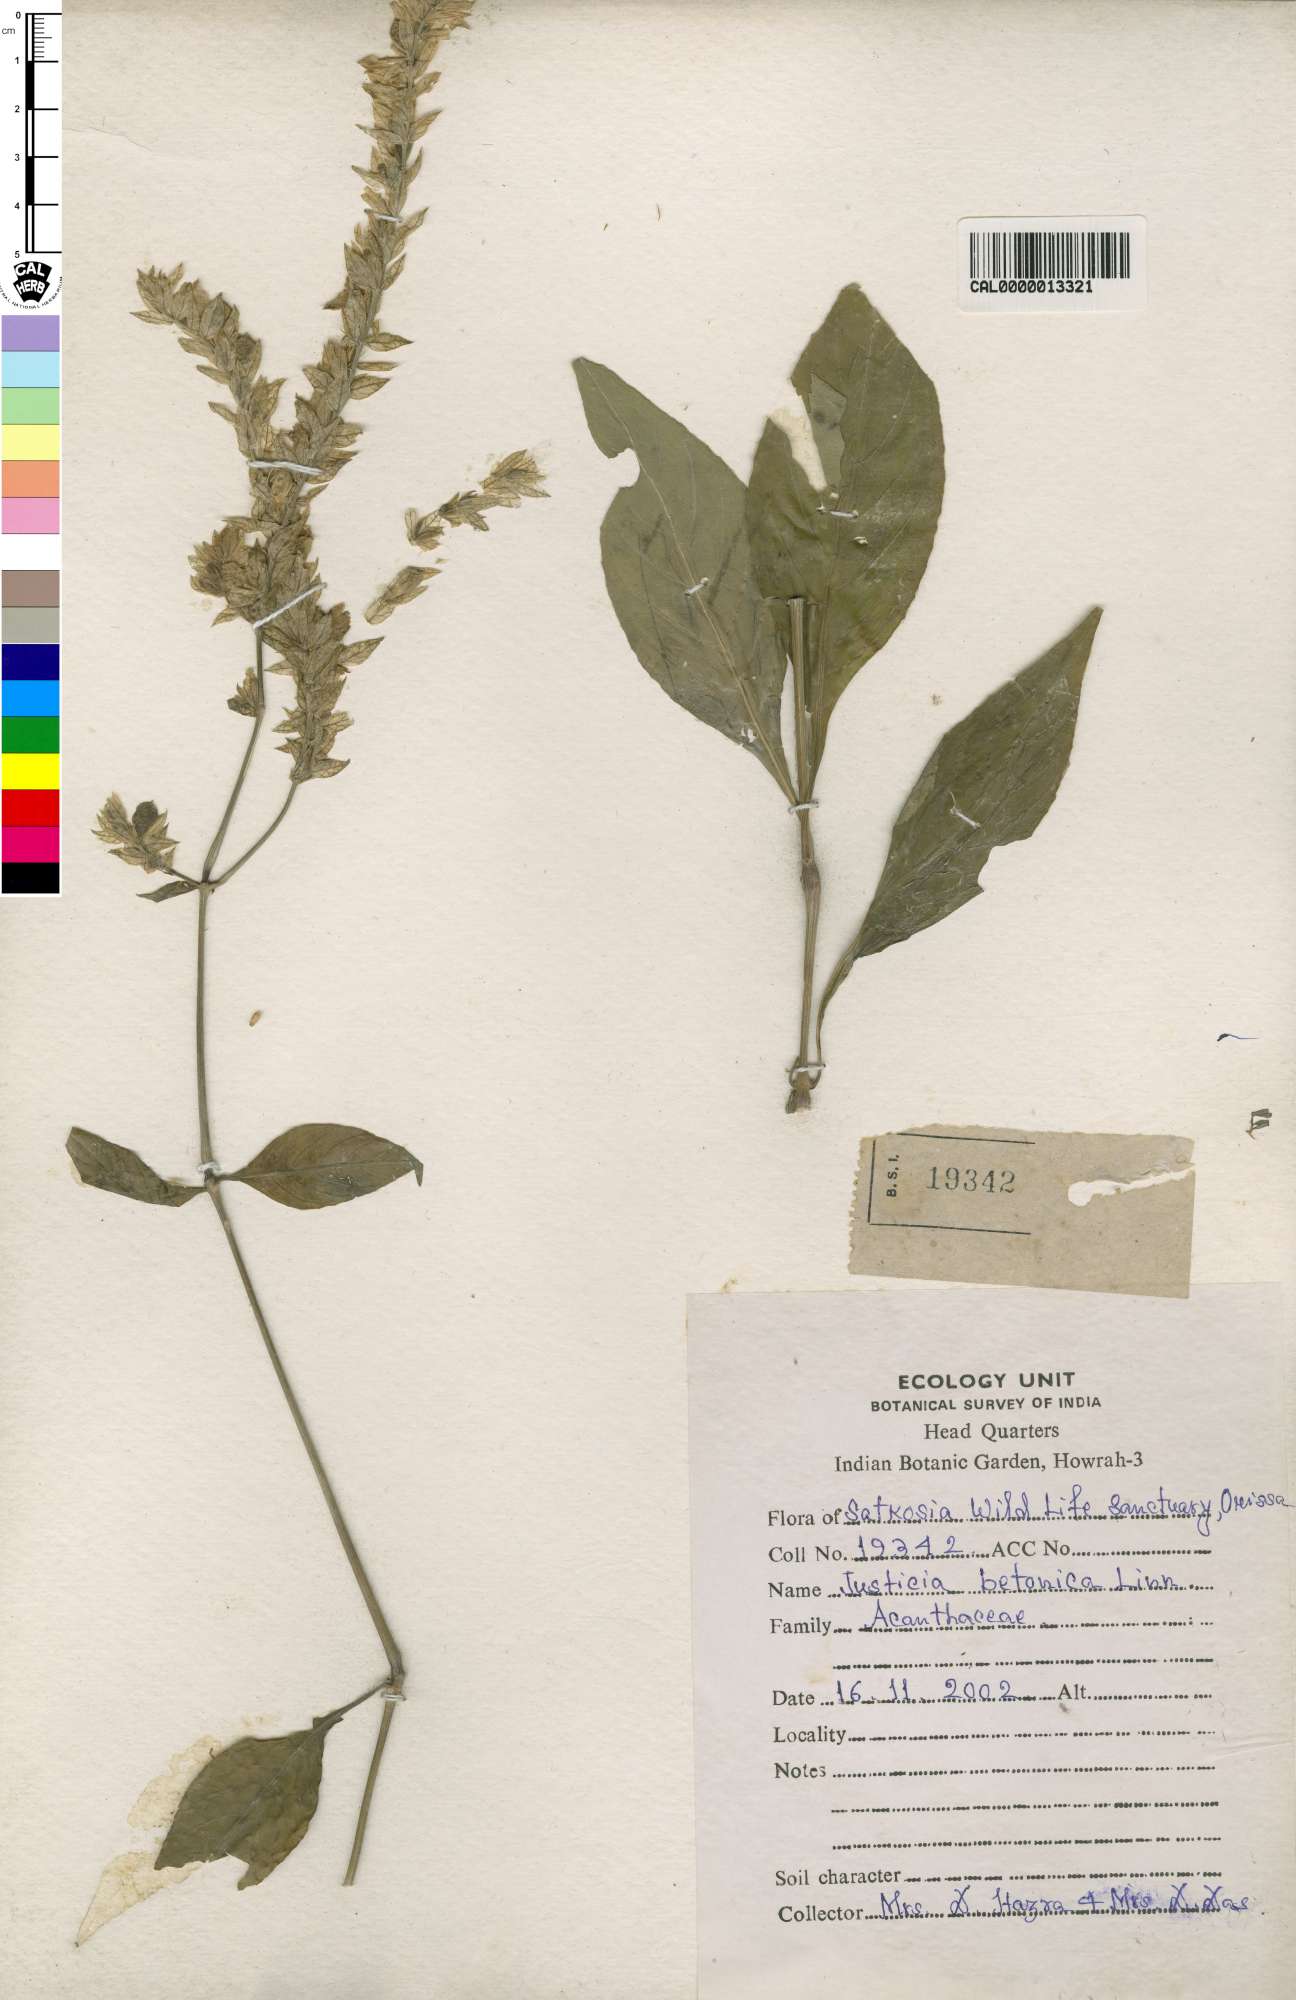 0
cm
1
2
3
4
5
CAL
HERB
CAL0000013321
B. S. I.
19342
ECOLOGY UNIT
BOTANICAL SURVEY OF INDIA
Head Quarters
Indian Botanic Garden, Howrah-3
Flora of Satkosia Wild Life Sanctuary, Orissa
Coll No. 19342 ACC No.
Name Justicia betonica Linn.
Family Acanthaceae
Date 16.11.2002 Alt.
Locality
Notes
Soil character
Collector Mrs. D. Hazra & Mrs. D. Das.